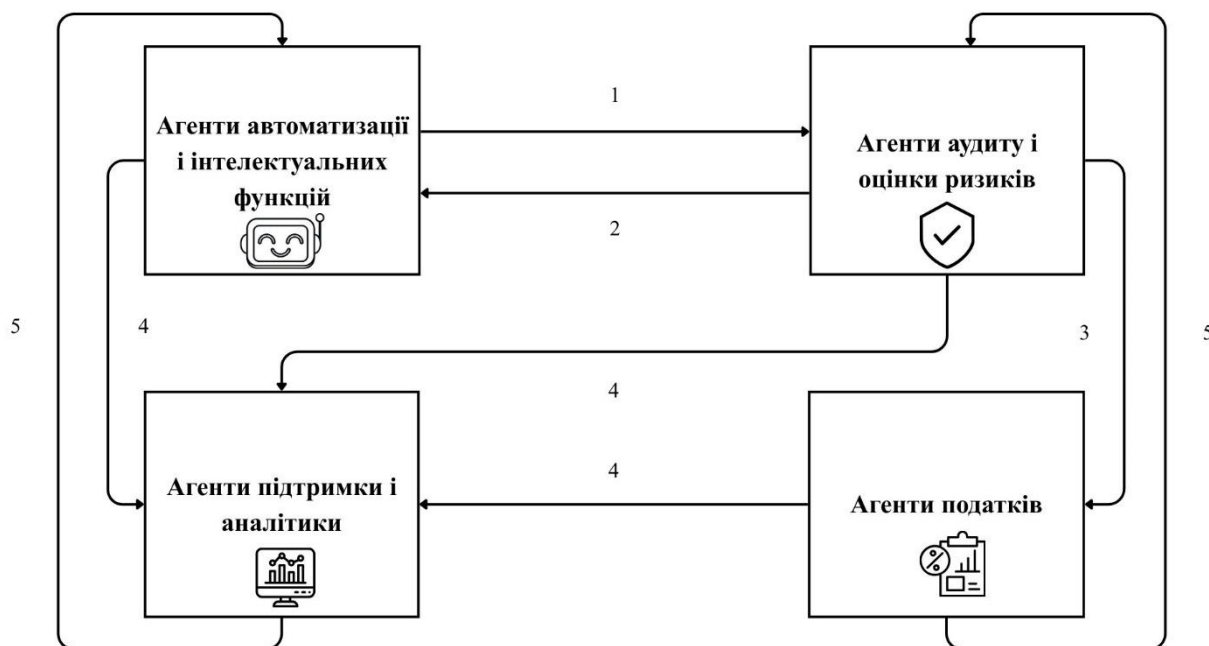 Агенти автоматизації
і інтелектуальних
функцій
1
2
Агенти аудиту і
оцінки ризиків
5
4
4
3
5
Агенти підтримки і
аналітики
4
Агенти податків
%